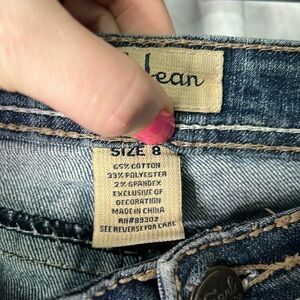 Jean
SIZE 8
65% COTTON
33% POLYESTER
2% SPANDEX
EXCLUSIVE OF
DECORATION
MADE IN CHINA
RN#89302
SEE REVERSE FOR CARE